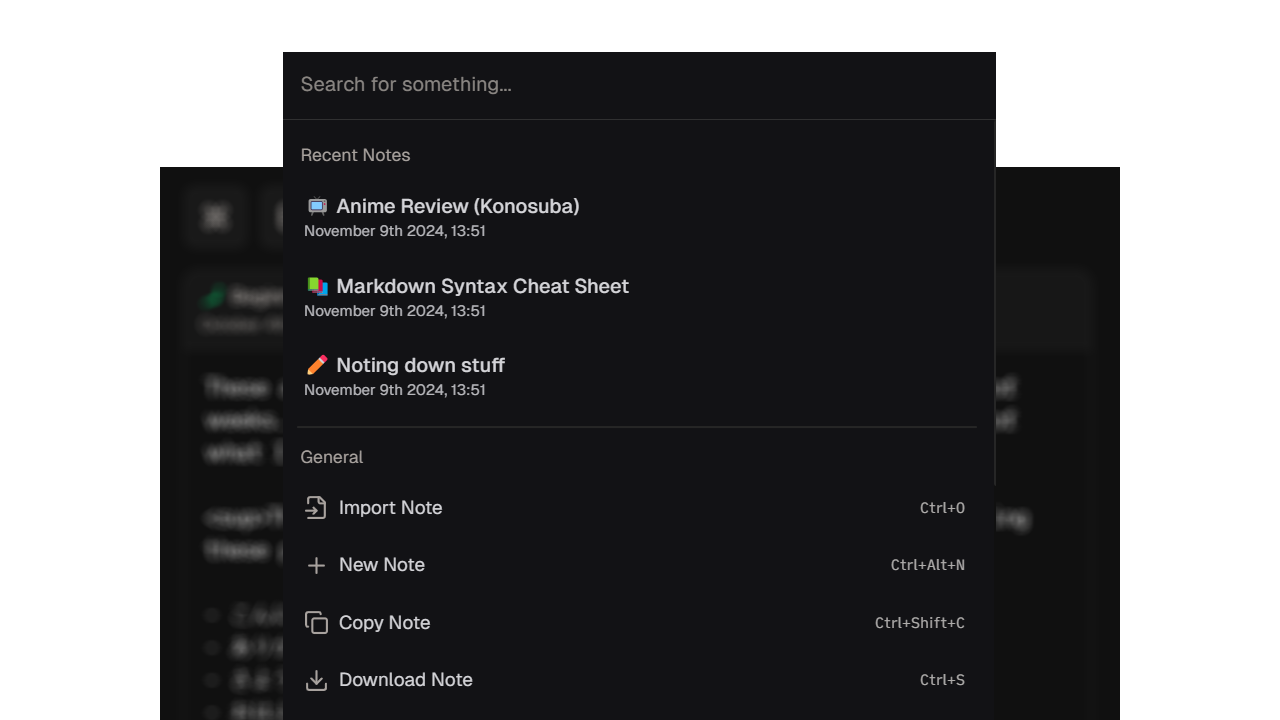 Search for something...
Recent Notes
Anime Review (Konosuba)
November 9th 2024, 13:51
Markdown Syntax Cheat Sheet
November 9th 2024, 13:51
Noting down stuff
November 9th 2024, 13:51
General
Import Note Ctrl+O
New Note Ctrl+Alt+N
Copy Note Ctrl+Shift+C
Download Note Ctrl+S